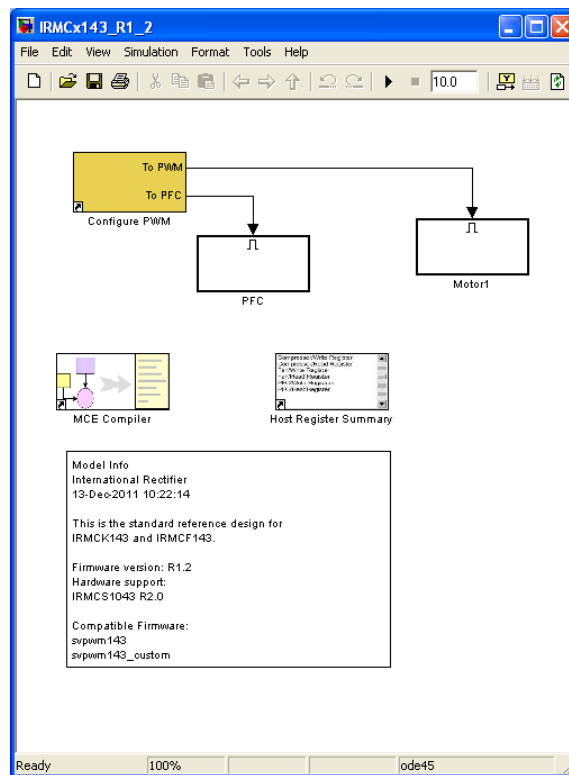 IRMCx143_R1_2
File Edit View Simulation Format Tools Help
10.0
To PWM
To PFC
Configure PWM
PFC
Motor1
MCE Compiler
Host Register Summary
Model Info
International Rectifier
13-Dec-2011 10:22:14
This is the standard reference design for
IRMCK143 and IRMCF143.
Firmware version: R1.2
Hardware support:
IRMCS1043 R2.0
Compatible Firmware:
svpwm143
svpwm143_custom
Ready 100% ode45